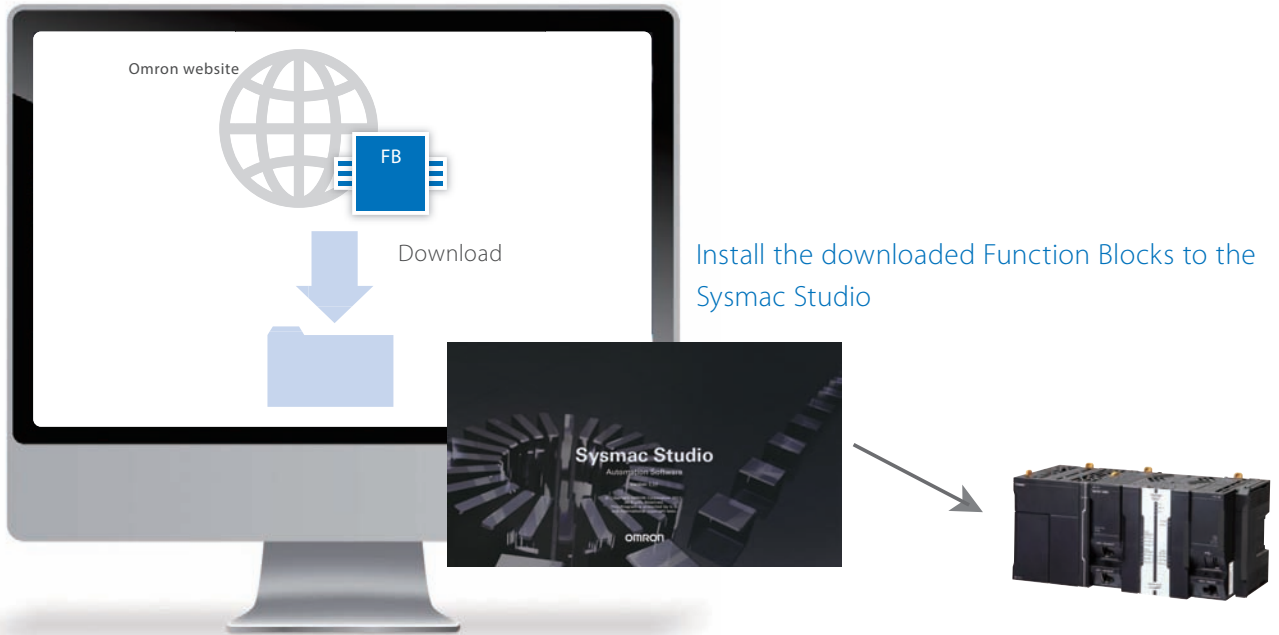 Omron website
FB
Download
Install the downloaded Function Blocks to the
Sysmac Studio
Sysmac Studio
Automation Software
OMRON